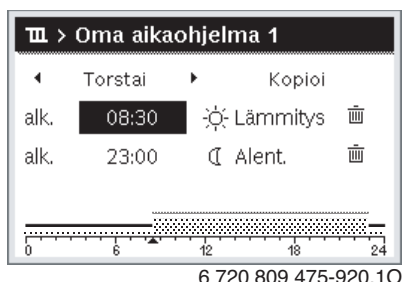 > Oma aikaohjelma 1
Torstai Kopioi
alk. 08:30 Lämmitys
alk. 23:00 Alent.
0 6 12 18 24
6 720 809 475-920.1O